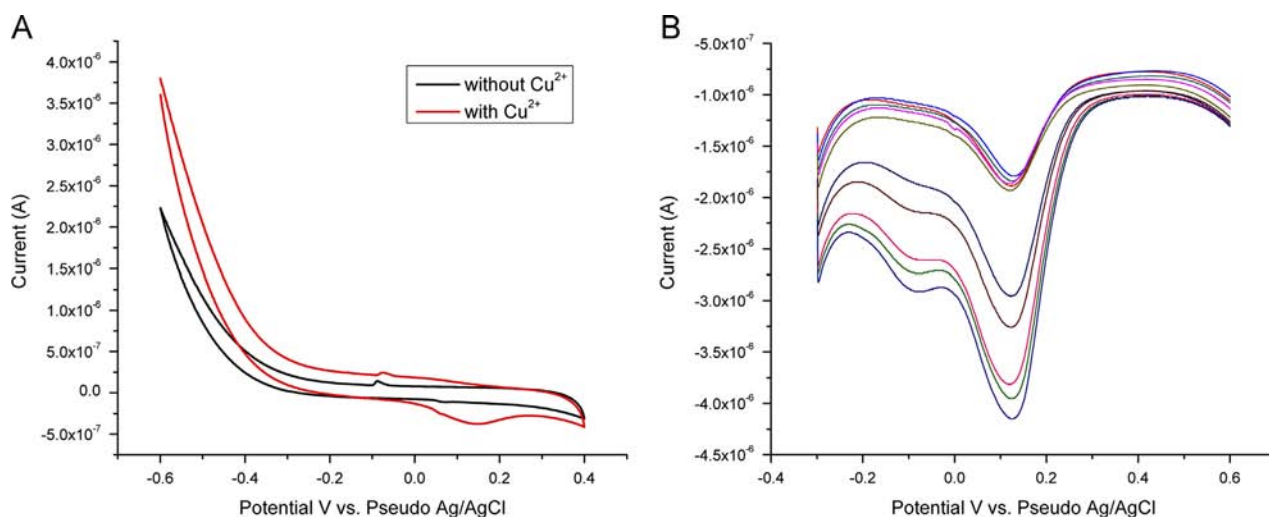 A
4.0x10⁻⁶
3.5x10⁻⁶
3.0x10⁻⁶
2.5x10⁻⁶
2.0x10⁻⁶
1.5x10⁻⁶
1.0x10⁻⁶
5.0x10⁻⁷
0.0
-5.0x10⁻⁷
Current (A)
without Cu²⁺
with Cu²⁺
-0.6 -0.4 -0.2 0.0 0.2 0.4
Potential V vs. Pseudo Ag/AgCl
B
-5.0x10⁻⁷
-1.0x10⁻⁶
-1.5x10⁻⁶
-2.0x10⁻⁶
-2.5x10⁻⁶
-3.0x10⁻⁶
-3.5x10⁻⁶
-4.0x10⁻⁶
-4.5x10⁻⁶
Current (A)
-0.4 -0.2 0.0 0.2 0.4 0.6
Potential V vs. Pseudo Ag/AgCl